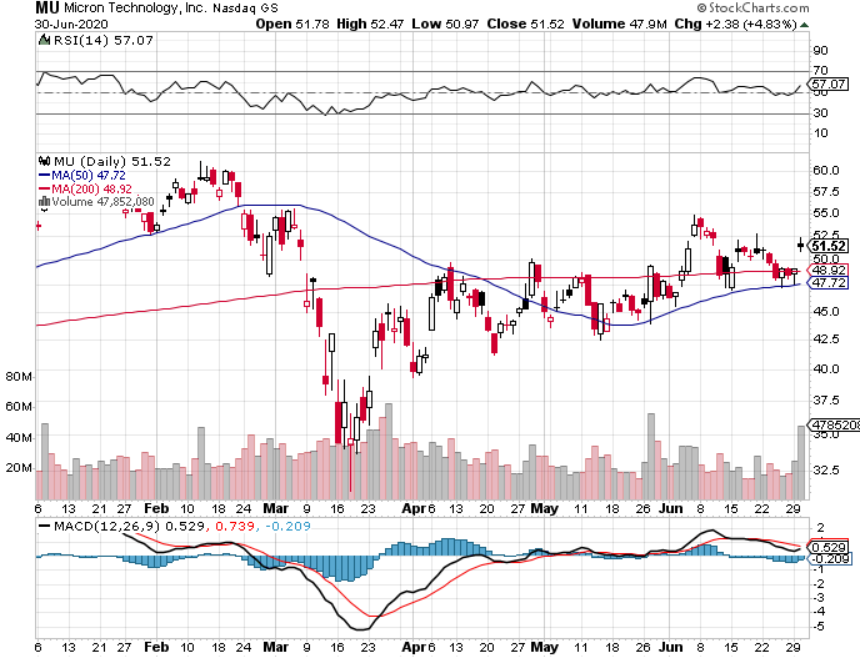 MU Micron Technology, Inc. Nasdaq GS © StockCharts.com
30-Jun-2020 Open 51.78 High 52.47 Low 50.97 Close 51.52 Volume 47.9M Chg +2.38 (+4.83%)
RSI(14) 57.07
90
70
57.07
50
30
10
MU (Daily) 51.52
MA(50) 47.72
MA(200) 48.92
Volume 47,852,080
60.0
57.5
55.0
52.5
51.52
50.0
48.92
47.72
45.0
42.5
40.0
37.5
4785208
35.0
32.5
80M
60M
40M
20M
6 13 21 27 Feb 10 18 24 Mar 9 16 23 Apr 6 13 20 27 May 11 18 26 Jun 8 15 22 29
MACD(12,26,9) 0.529, 0.739, -0.209
2
1
0.529
-0.209
-1
-2
-3
-4
-5
6 13 21 27 Feb 10 18 24 Mar 9 16 23 Apr 6 13 20 27 May 11 18 26 Jun 8 15 22 29